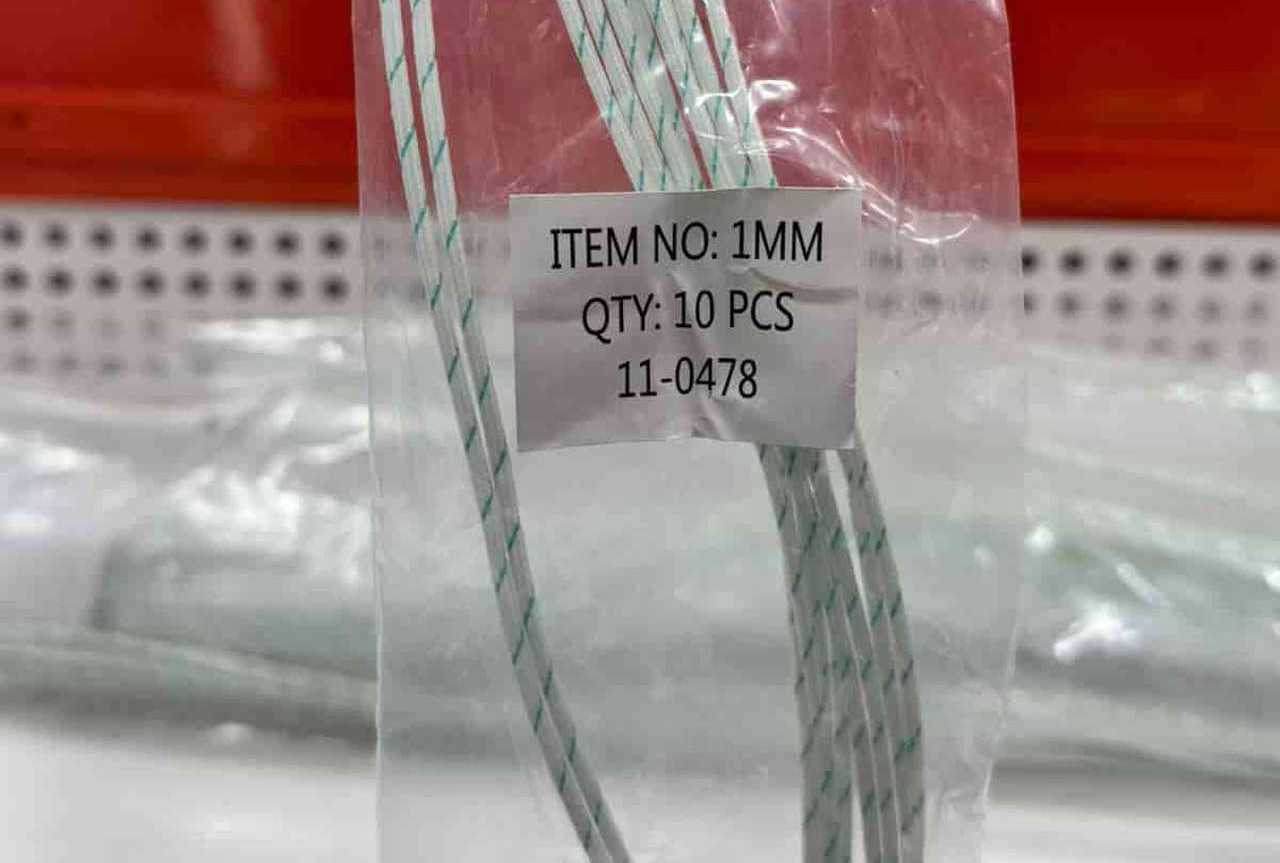 ITEM NO: 1MM
QTY: 10 PCS
11-0478